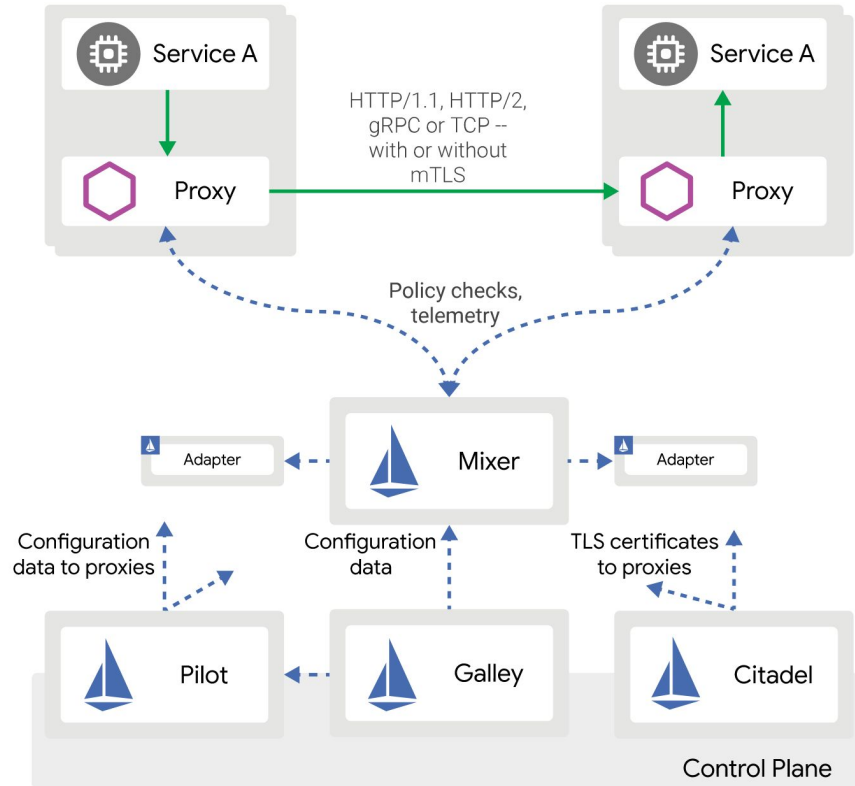 Service A
Service A
HTTP/1.1, HTTP/2,
gRPC or TCP --
with or without
mTLS
Proxy
Proxy
Policy checks,
telemetry
Mixer
Adapter
Adapter
Configuration
data to proxies
Configuration
data
TLS certificates
to proxies
Pilot
Galley
Citadel
Control Plane